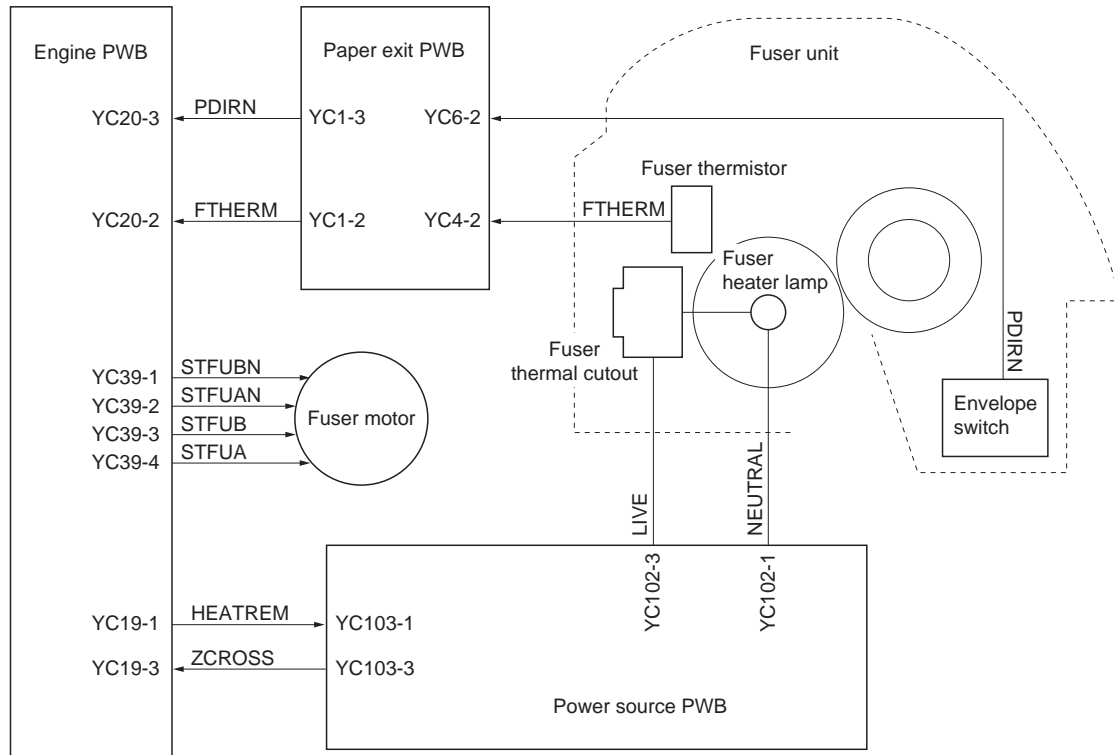 Engine PWB
Paper exit PWB
Fuser unit
YC20-3
PDIRN
YC1-3
YC6-2
Fuser thermistor
YC20-2
FTHERM
YC1-2
YC4-2
FTHERM
Fuser
heater lamp
PDIRN
Fuser
thermal cutout
YC39-1
STFUBN
YC39-2
STFUAN
YC39-3
STFUB
YC39-4
STFUA
Fuser motor
Envelope
switch
LIVE
NEUTRAL
YC102-3
YC102-1
YC19-1
HEATREM
YC103-1
YC19-3
ZCROSS
YC103-3
Power source PWB